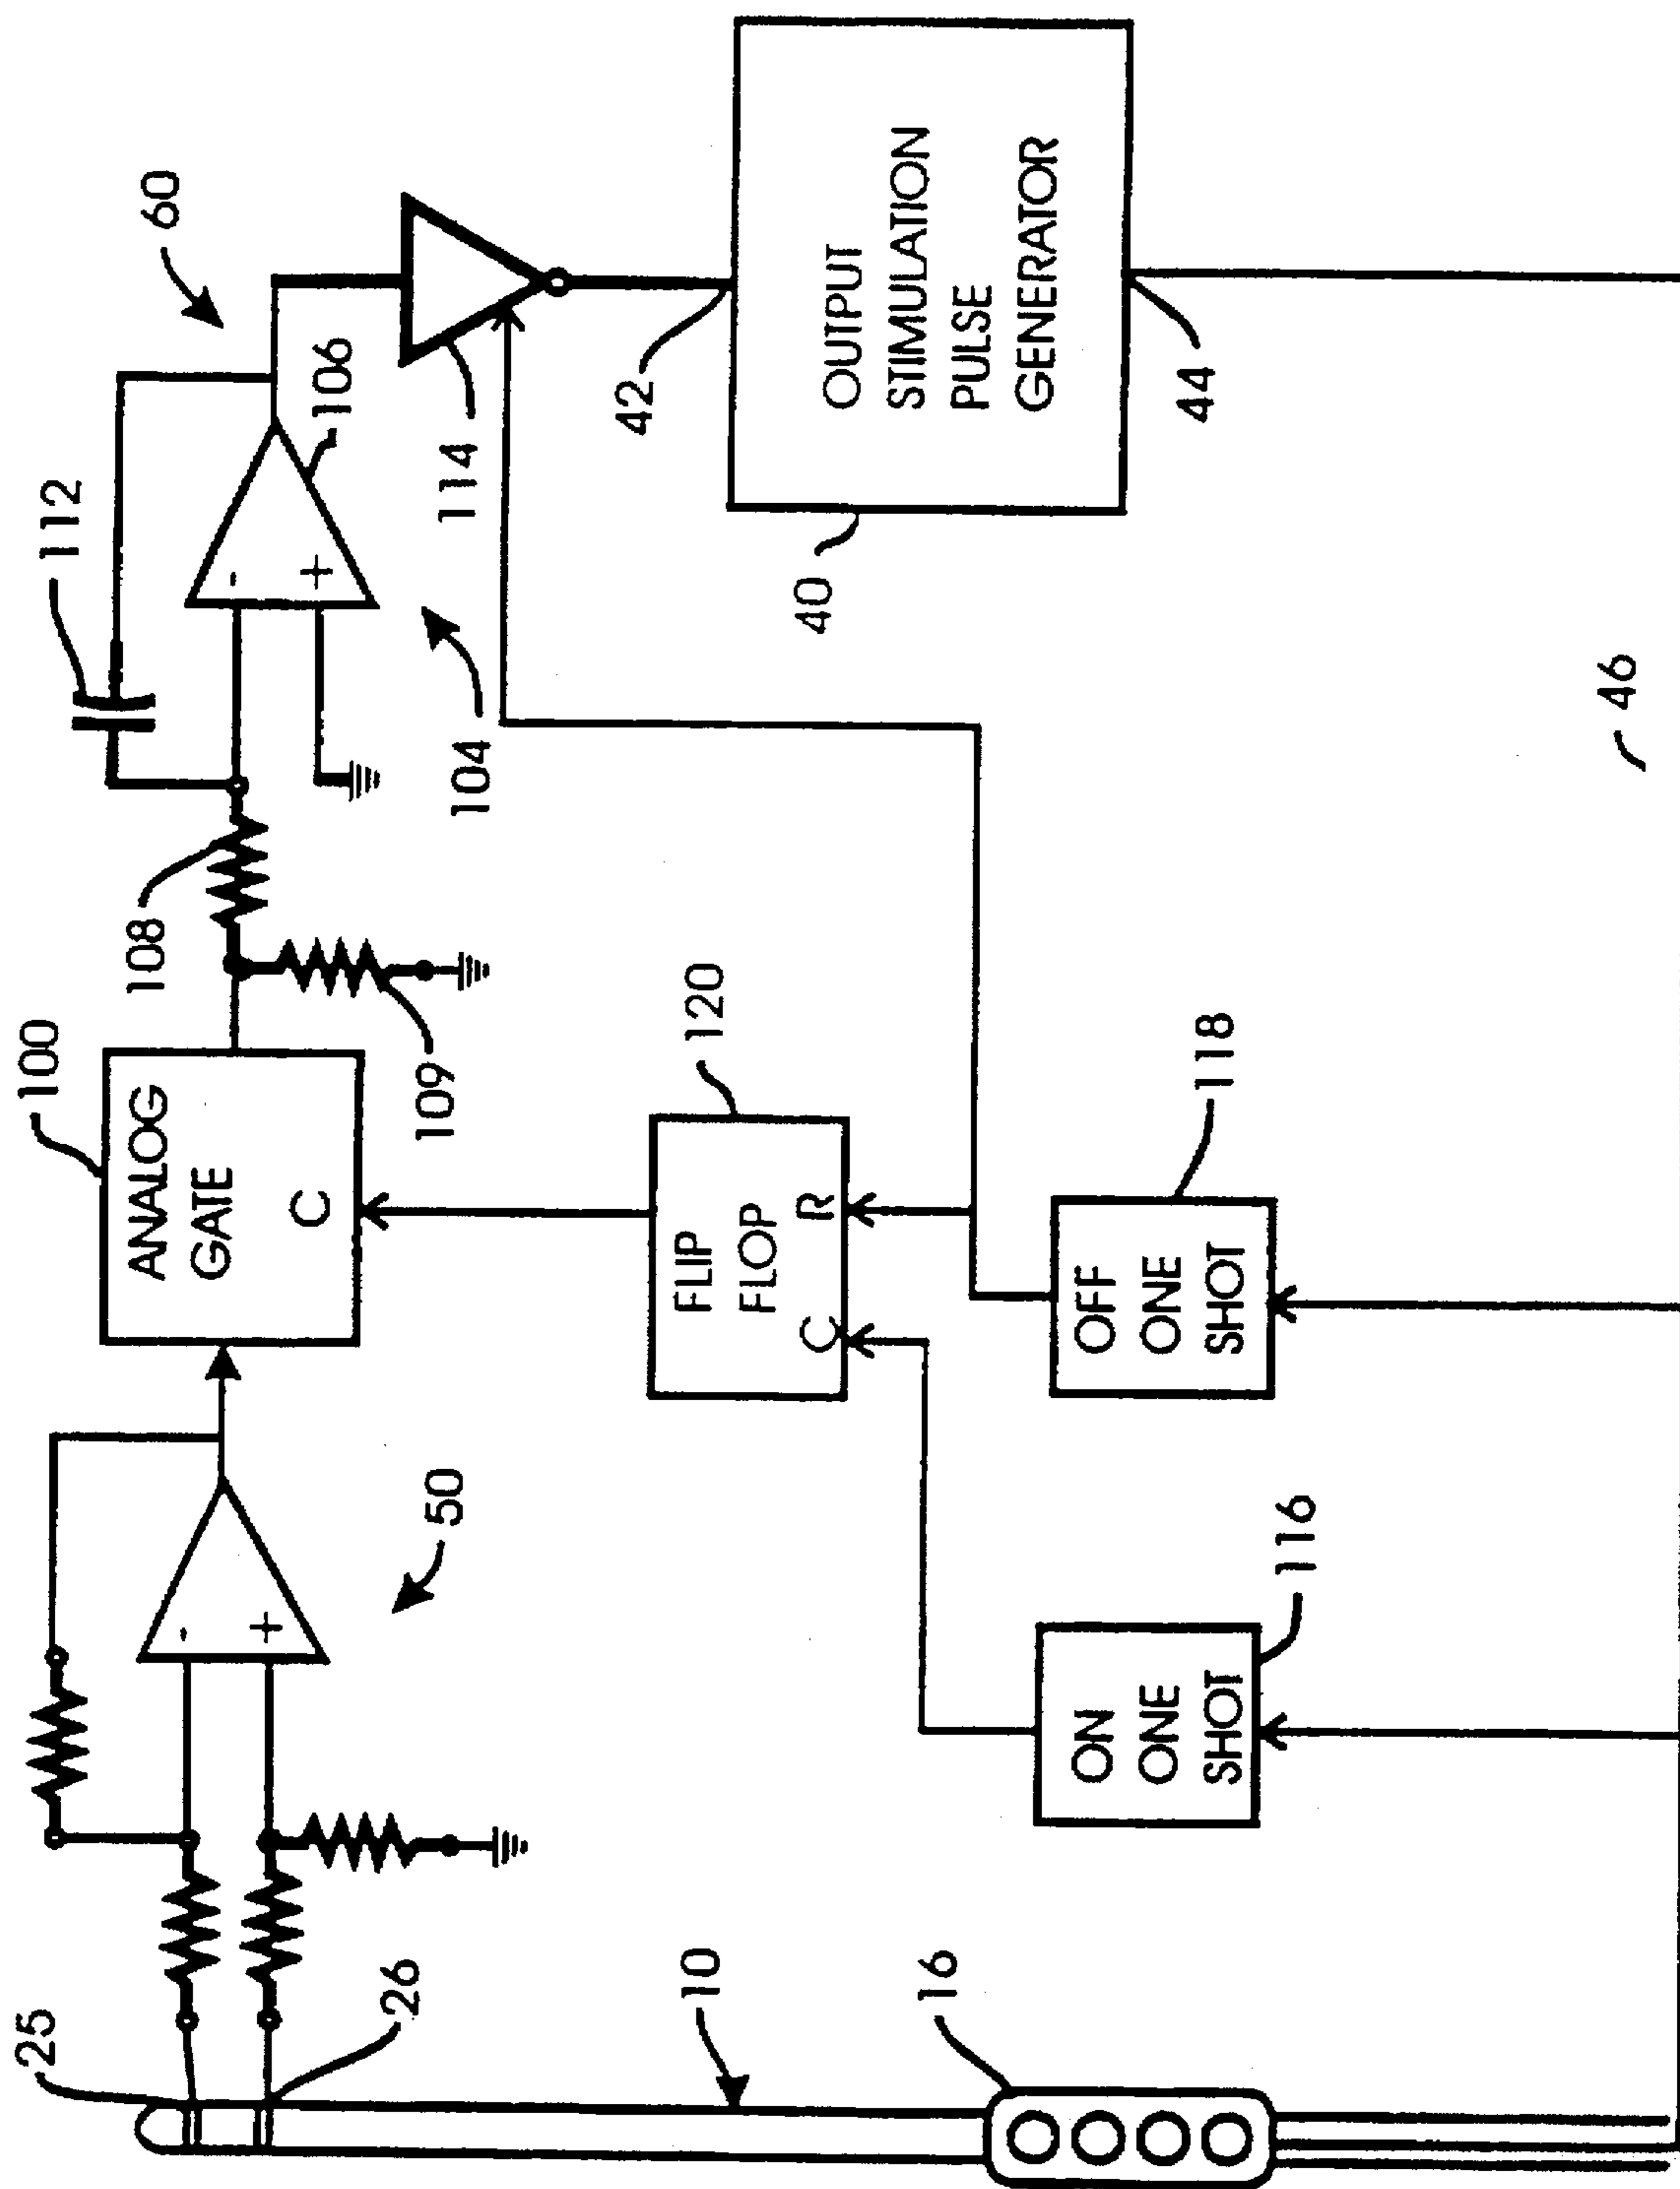 25
26
10
16
50
100
ANALOG
GATE
C
108
109
112
-
+
106
104
60
114
42
OUTPUT
STIMULATION
PULSE
GENERATOR
40
44
-
+
120
FLIP
FLOP
C
R
ON
ONE
SHOT
116
OFF
ONE
SHOT
118
46